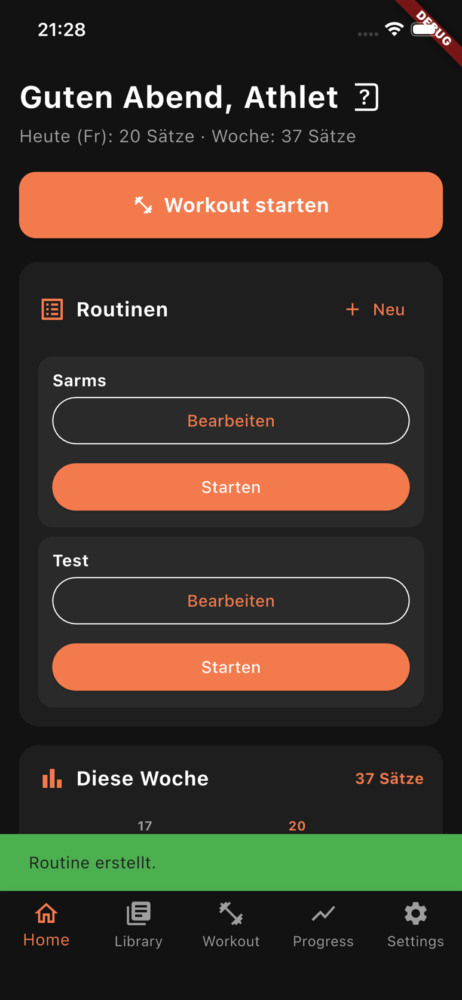 21:28
DEBUG
Guten Abend, Athlet
Heute (Fr): 20 Sätze · Woche: 37 Sätze
Workout starten
Routinen
+ Neu
Sarms
Bearbeiten
Starten
Test
Bearbeiten
Starten
Diese Woche
37 Sätze
17 20
Routine erstellt.
Home Library Workout Progress Settings